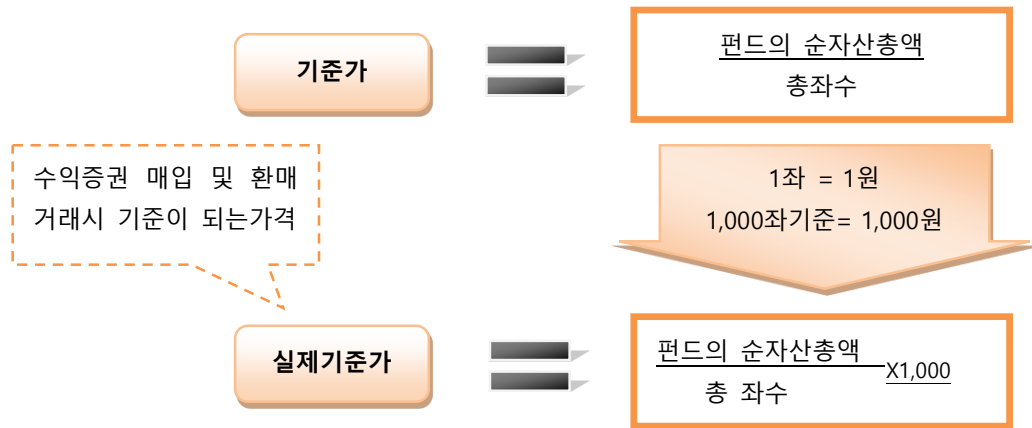 기준가
펀드의 순자산총액
총좌수
수익증권 매입 및 환매
거래시 기준이 되는가격
1좌 = 1원
1,000좌기준= 1,000원
실제기준가
펀드의 순자산총액
X1,000
총 좌수